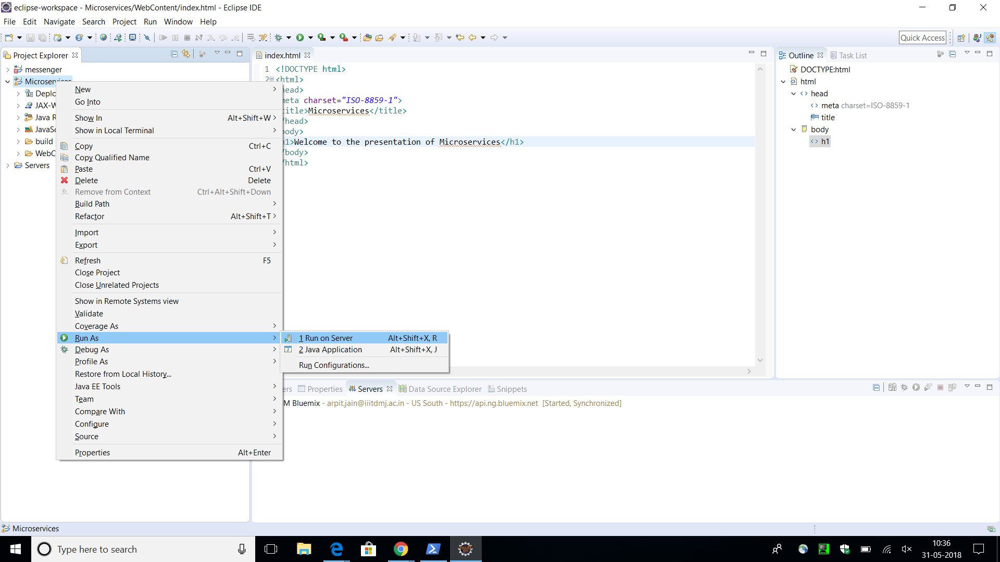 eclipse-workspace - Microservices/WebContent/index.html - Eclipse IDE
File Edit Navigate Search Project Run Window Help
Quick Access
Project Explorer
messenger
Microservices
Deplo
JAX-W
Java R
JavaSc
build
WebC
Servers
New
Go Into
Show In Alt+Shift+W
Show in Local Terminal
Copy Ctrl+C
Copy Qualified Name
Paste Ctrl+V
Delete Delete
Remove from Context Ctrl+Alt+Shift+Down
Build Path
Refactor Alt+Shift+T
Import
Export
Refresh F5
Close Project
Close Unrelated Projects
Show in Remote Systems view
Validate
Coverage As
Run As
Debug As
Profile As
Restore from Local History...
Java EE Tools
Team
Compare With
Configure
Source
Properties Alt+Enter
1 Run on Server Alt+Shift+X, R
2 Java Application Alt+Shift+X, J
Run Configurations...
index.html
1 <!DOCTYPE html>
2 <html>
head>
meta charset="ISO-8859-1">
title>Microservices</title>
/head>
body>
h1>Welcome to the presentation of Microservices</h1>
/body>
/html>
Outline Task List
DOCTYPE:html
html
head
meta charset=ISO-8859-1
title
body
h1
ers Properties Servers Data Source Explorer Snippets
M Bluemix - arpit.jain@iiitdmj.ac.in - US South - https://api.ng.bluemix.net [Started, Synchronized]
Microservices
Type here to search
10:36
31-05-2018